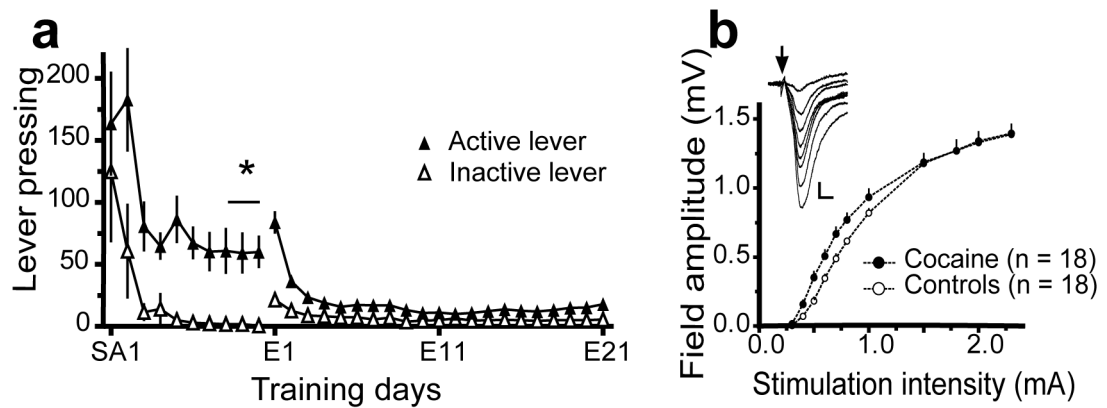 a
Lever pressing
200
150
100
50
0
*
Active lever
Inactive lever
SA1
E1
E11
E21
Training days
b
Field amplitude (mV)
1.5
1.0
0.5
0.0
Cocaine (n = 18)
Controls (n = 18)
0.0
1.0
2.0
Stimulation intensity (mA)